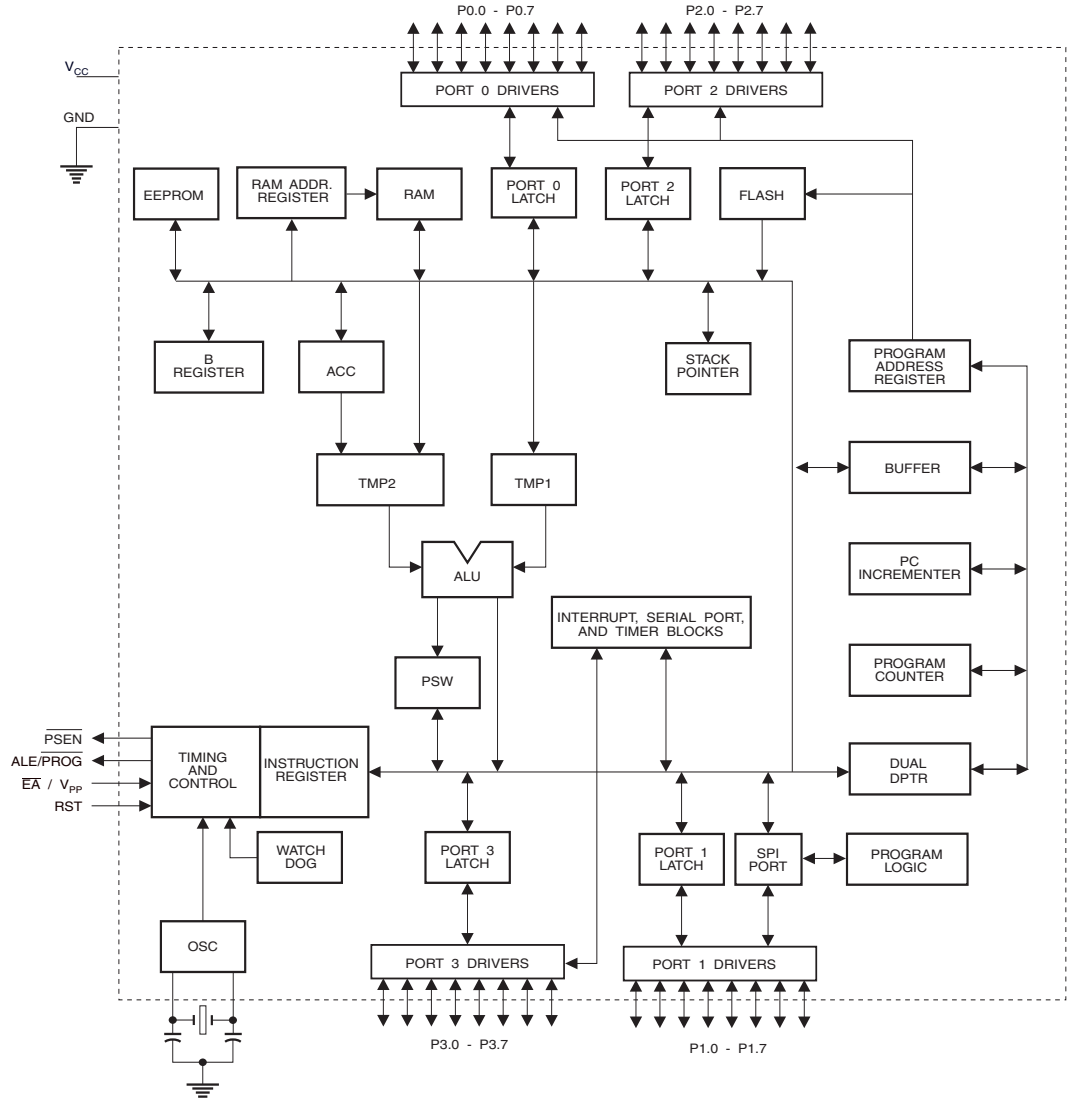 P0.0 - P0.7
P2.0 - P2.7
VCC
PORT 0 DRIVERS
PORT 2 DRIVERS
GND
EEPROM
RAM ADDR.
REGISTER
RAM
PORT 0
LATCH
PORT 2
LATCH
FLASH
B
REGISTER
ACC
STACK
POINTER
PROGRAM
ADDRESS
REGISTER
TMP2
TMP1
BUFFER
ALU
PC
INCREMENTER
INTERRUPT, SERIAL PORT,
AND TIMER BLOCKS
PSW
PROGRAM
COUNTER
PSEN
ALE/PROG
EA / VPP
RST
TIMING
AND
CONTROL
INSTRUCTION
REGISTER
DUAL
DPTR
WATCH
DOG
PORT 3
LATCH
PORT 1
LATCH
SPI
PORT
PROGRAM
LOGIC
OSC
PORT 3 DRIVERS
PORT 1 DRIVERS
P3.0 - P3.7
P1.0 - P1.7